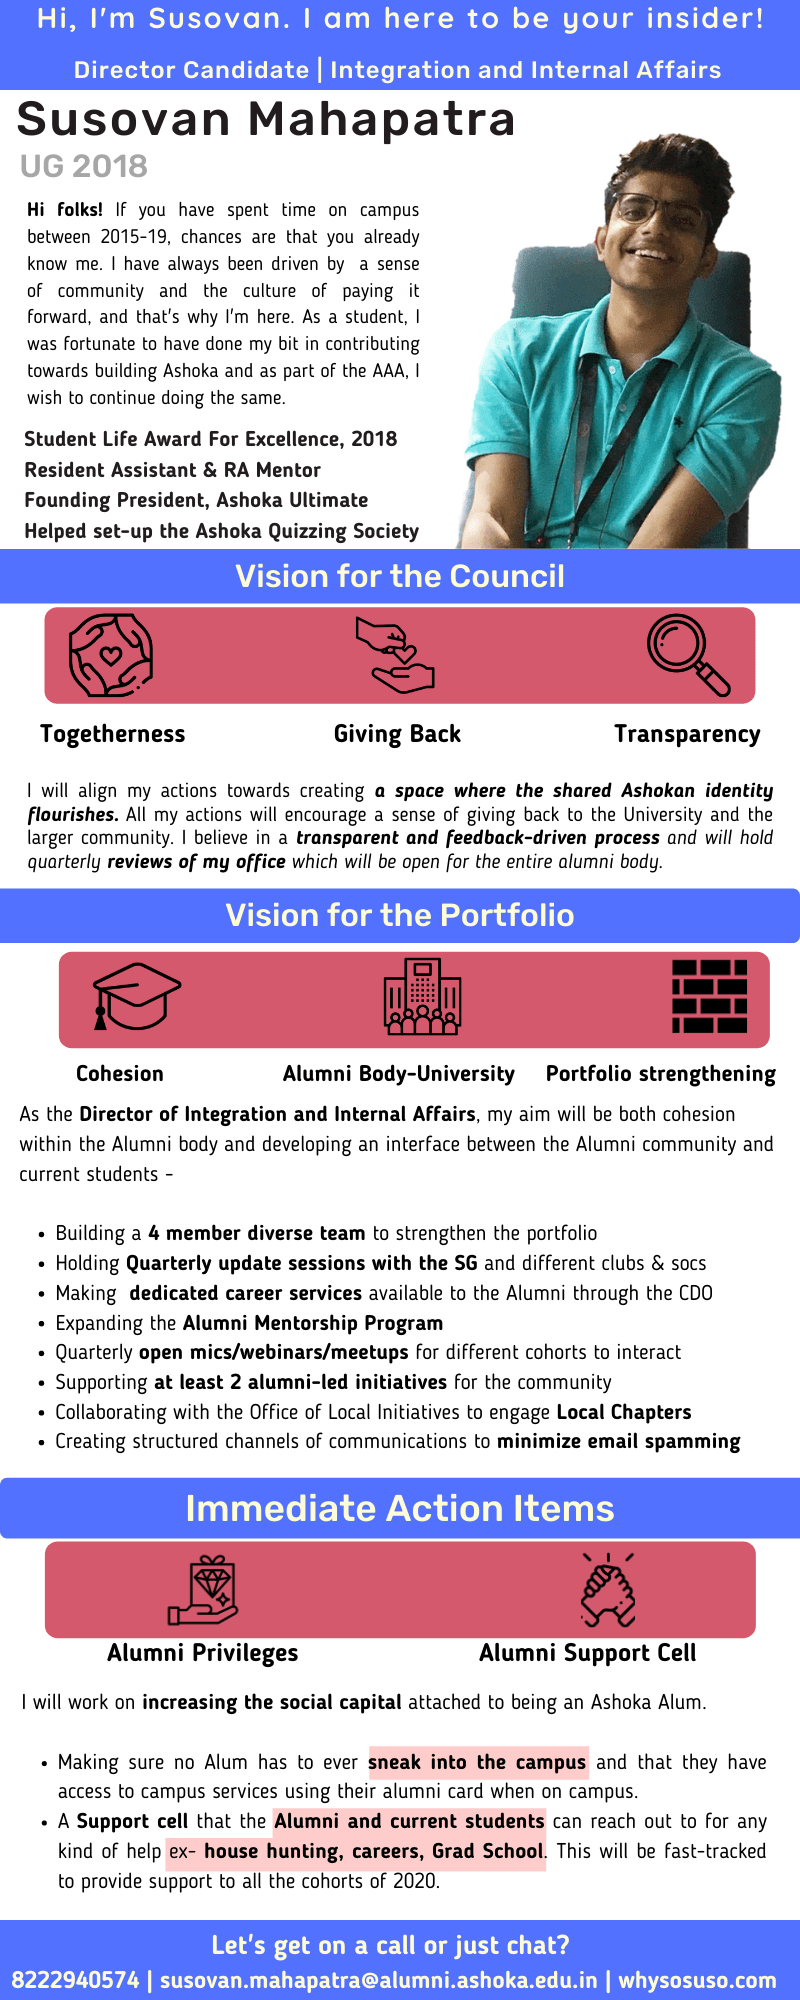 Hi, I'm Susovan. I am here to be your insider!
Director Candidate | Integration and Internal Affairs
Susovan Mahapatra
UG 2018
Hi folks! If you have spent time on campus
between 2015-19, chances are that you already
know me. I have always been driven by a sense
of community and the culture of paying it
forward, and that's why I'm here. As a student, I
was fortunate to have done my bit in contributing
towards building Ashoka and as part of the AAA, I
wish to continue doing the same.
Student Life Award For Excellence, 2018
Resident Assistant & RA Mentor
Founding President, Ashoka Ultimate
Helped set-up the Ashoka Quizzing Society
Vision for the Council
Togetherness Giving Back Transparency
I will align my actions towards creating a space where the shared Ashokan identity
flourishes. All my actions will encourage a sense of giving back to the University and the
larger community. I believe in a transparent and feedback-driven process and will hold
quarterly reviews of my office which will be open for the entire alumni body.
Vision for the Portfolio
Cohesion Alumni Body-University Portfolio strengthening
As the Director of Integration and Internal Affairs, my aim will be both cohesion
within the Alumni body and developing an interface between the Alumni community and
current students -
• Building a 4 member diverse team to strengthen the portfolio
• Holding Quarterly update sessions with the SG and different clubs & socs
• Making dedicated career services available to the Alumni through the CDO
• Expanding the Alumni Mentorship Program
• Quarterly open mics/webinars/meetups for different cohorts to interact
• Supporting at least 2 alumni-led initiatives for the community
• Collaborating with the Office of Local Initiatives to engage Local Chapters
• Creating structured channels of communications to minimize email spamming
Immediate Action Items
Alumni Privileges Alumni Support Cell
I will work on increasing the social capital attached to being an Ashoka Alum.
• Making sure no Alum has to ever sneak into the campus and that they have
access to campus services using their alumni card when on campus.
• A Support cell that the Alumni and current students can reach out to for any
kind of help ex- house hunting, careers, Grad School. This will be fast-tracked
to provide support to all the cohorts of 2020.
Let's get on a call or just chat?
8222940574 | susovan.mahapatra@alumni.ashoka.edu.in | whysosuso.com